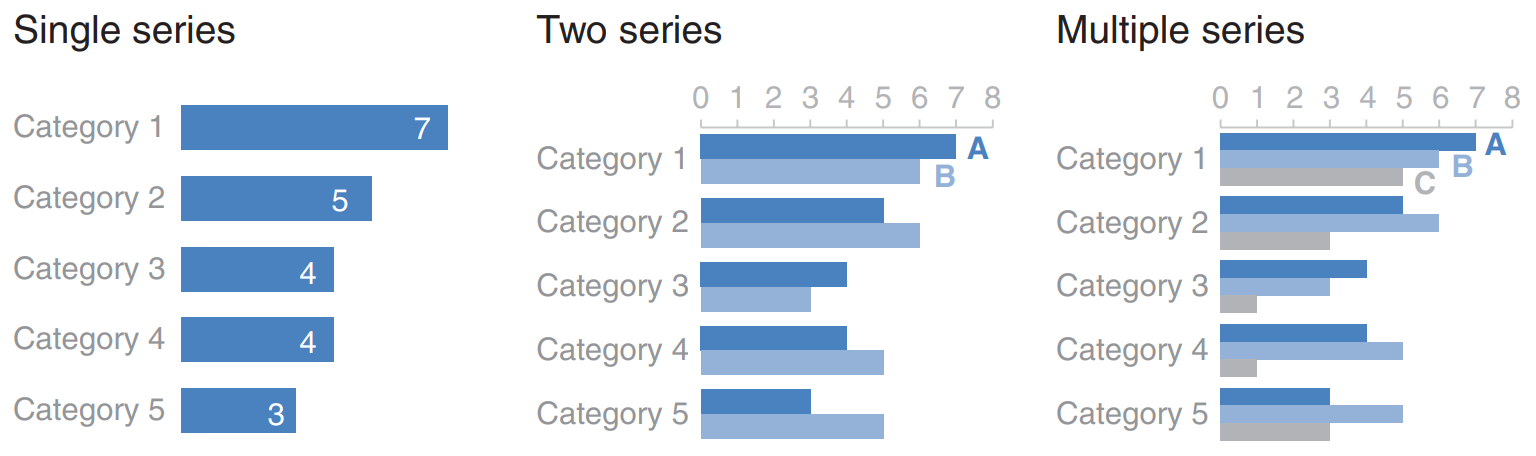 Single series
Category 1 7
Category 2 5
Category 3 4
Category 4 4
Category 5 3
Two series
0 1 2 3 4 5 6 7 8
Category 1 A
B
Category 2
Category 3
Category 4
Category 5
Multiple series
0 1 2 3 4 5 6 7 8
Category 1 A
B
C
Category 2
Category 3
Category 4
Category 5